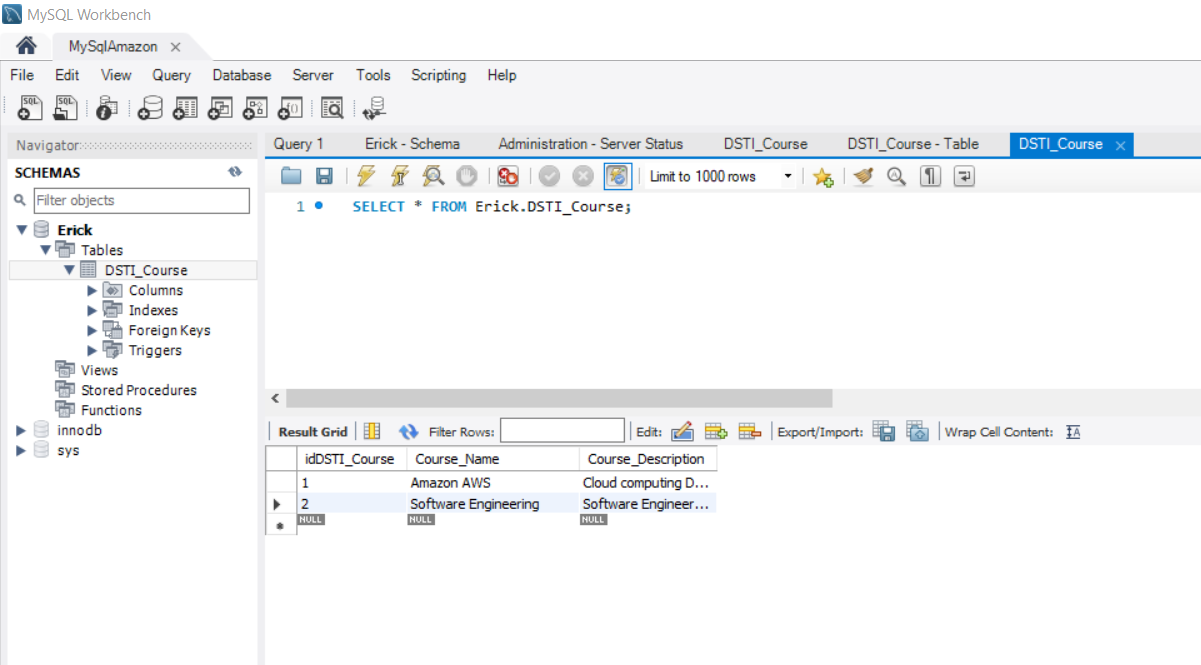 MySQL Workbench
MySqlAmazon
File Edit View Query Database Server Tools Scripting Help
SQL SQL
Navigator
SCHEMAS
Filter objects
Erick
Tables
DSTI_Course
Columns
Indexes
Foreign Keys
Triggers
Views
Stored Procedures
Functions
innodb
sys
Query 1 Erick - Schema Administration - Server Status DSTI_Course DSTI_Course - Table DSTI_Course
Limit to 1000 rows
1 SELECT * FROM Erick.DSTI_Course;
Result Grid Filter Rows: Edit: Export/Import: Wrap Cell Content: IA
idDSTI_Course Course_Name Course_Description
1 Amazon AWS Cloud computing D...
2 Software Engineering Software Engineer...
NULL NULL NULL